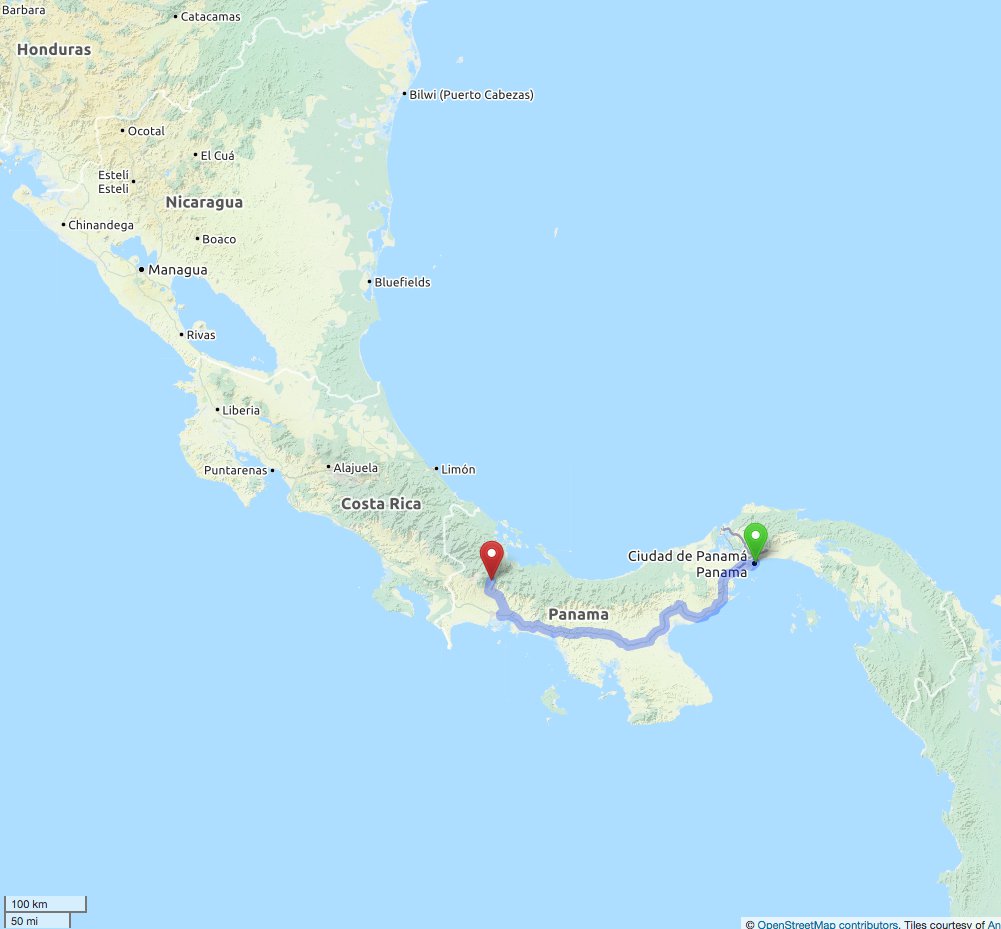 Barbara
Catacamas
Honduras
Bilwi (Puerto Cabezas)
Ocotal
El Cuá
Estelí
Esteli
Nicaragua
Chinandega
Boaco
Managua
Bluefields
Rivas
Liberia
Puntarenas
Alajuela
Limón
Costa Rica
Ciudad de Panamá
Panama
Panama
100 km
50 mi
© OpenStreetMap contributors, Tiles courtesy of An